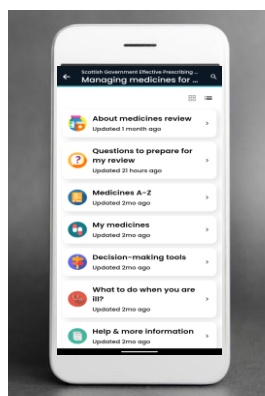 Scottish Government Effective Prescribing ...
Managing medicines for ...
About medicines review
Updated 1 month ago
Questions to prepare for
my review
Updated 21 hours ago
Medicines A-Z
Updated 2mo ago
My medicines
Updated 2mo ago
Decision-making tools
Updated 2mo ago
What to do when you are
ill?
Updated 2mo ago
Help & more information
Updated 2mo ago